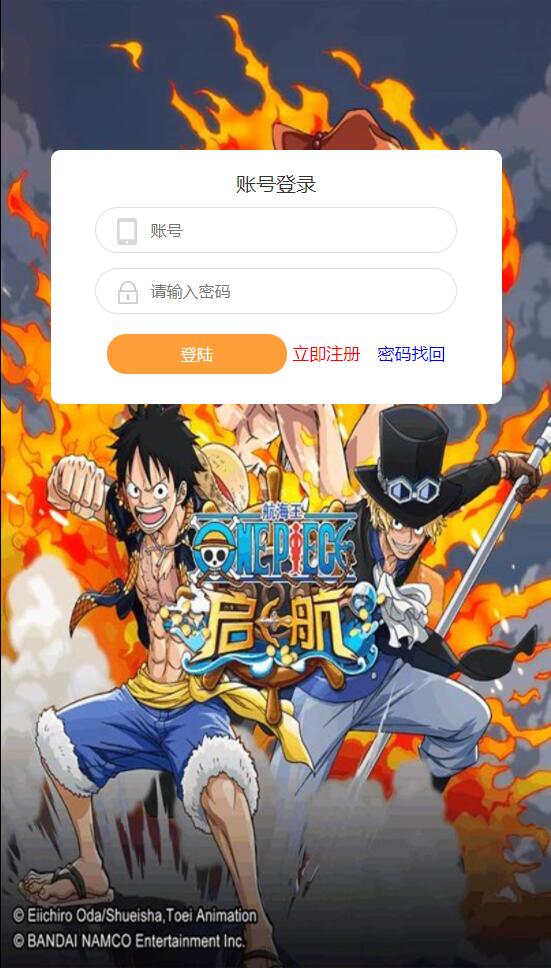 账号登录
账号
请输入密码
登陆 立即注册 密码找回
航海王
ONE PIECE
启航
© Eiichiro Oda/Shueisha,Toei Animation
© BANDAI NAMCO Entertainment Inc.